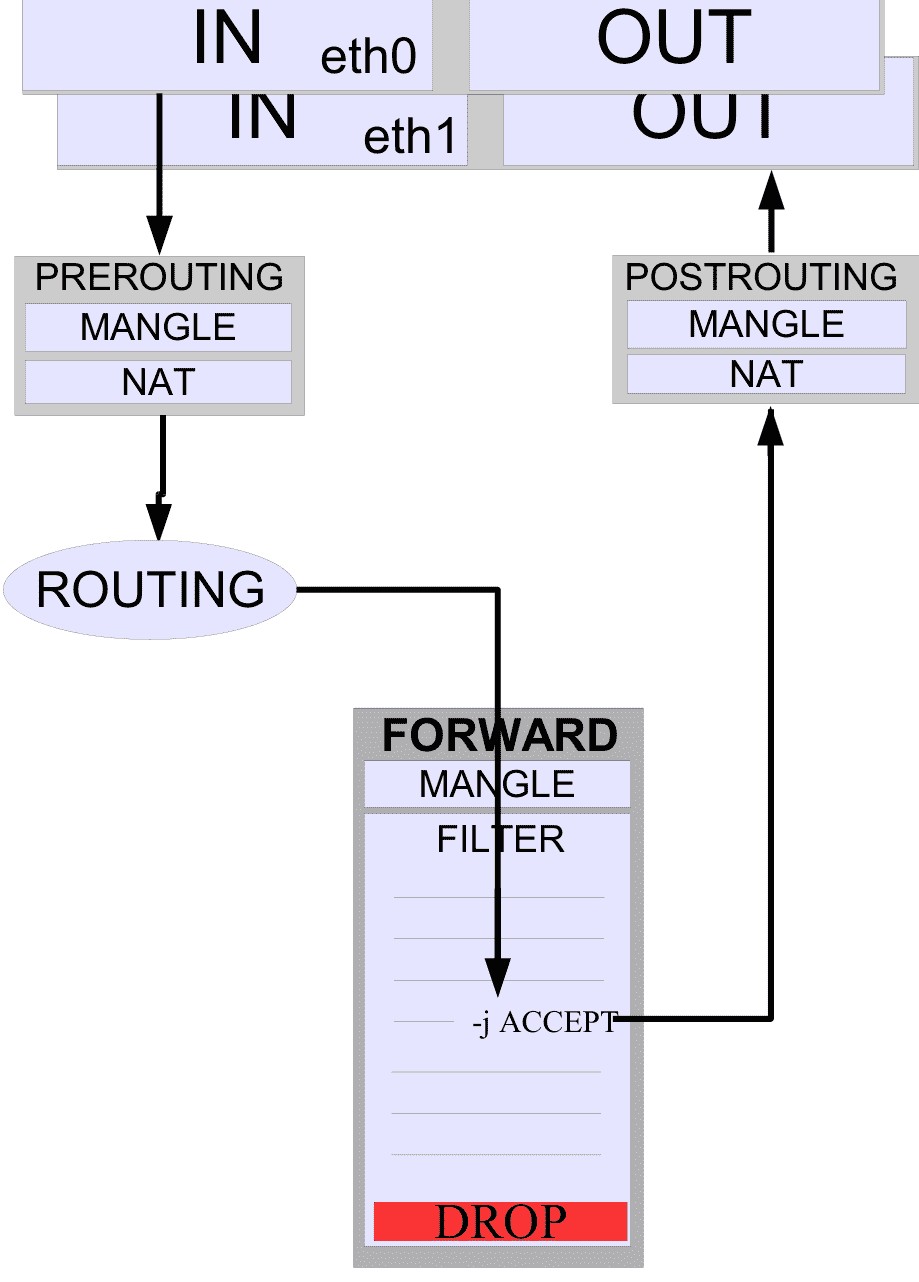 IN eth0 OUT
IN eth1 OUT
PREROUTING
MANGLE
NAT
POSTROUTING
MANGLE
NAT
ROUTING
FORWARD
MANGLE
FILTER
-j ACCEPT
DROP